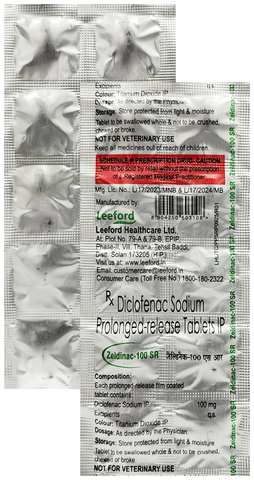 Excipients q.s.
Colour: Titanium Dioxide IP
Dosage: As directed by the Physician
Storage: Store protected from light & moisture
Tablet to be swallowed whole & not to be crushed,
chewed or broke.
NOT FOR VETERINARY USE
Keep all medicines out of reach of children.
SCHEDULE H PRESCRIPTION DRUG- CAUTION
Not to be sold by retail without the prescription
of a Registered Medical Practitioner.
Mfg. Lic. No.: L/17/2023/MNB & L/17/2024/MB
Manufactured by:
Leeford
8904250603108
Leeford Healthcare Ltd.
At: Plot No. 79-A & 79-B, EPIP,
Phase-II, Vill. Thana, Tehsil Baddi,
Distt. Solan 173205 (H.P.)
Visit us at: www.leeford.in
Email: customercare@leeford.in
Consumer Care (Toll Free No.) 1800-180-2322
Rx Diclofenac Sodium
Prolonged-release Tablets IP
Zeldinac-100 SR
Composition:
Each prolonged release film coated
tablet contains:
Diclofenac Sodium IP 100 mg
Excipients q.s.
Colour: Titanium Dioxide IP
Dosage: As directed by the Physician
Storage: Store protected from light & moisture
Tablet to be swallowed whole & not to be crushed,
chewed or broke.
NOT FOR VETERINARY USE
Zeldinac-100 SR